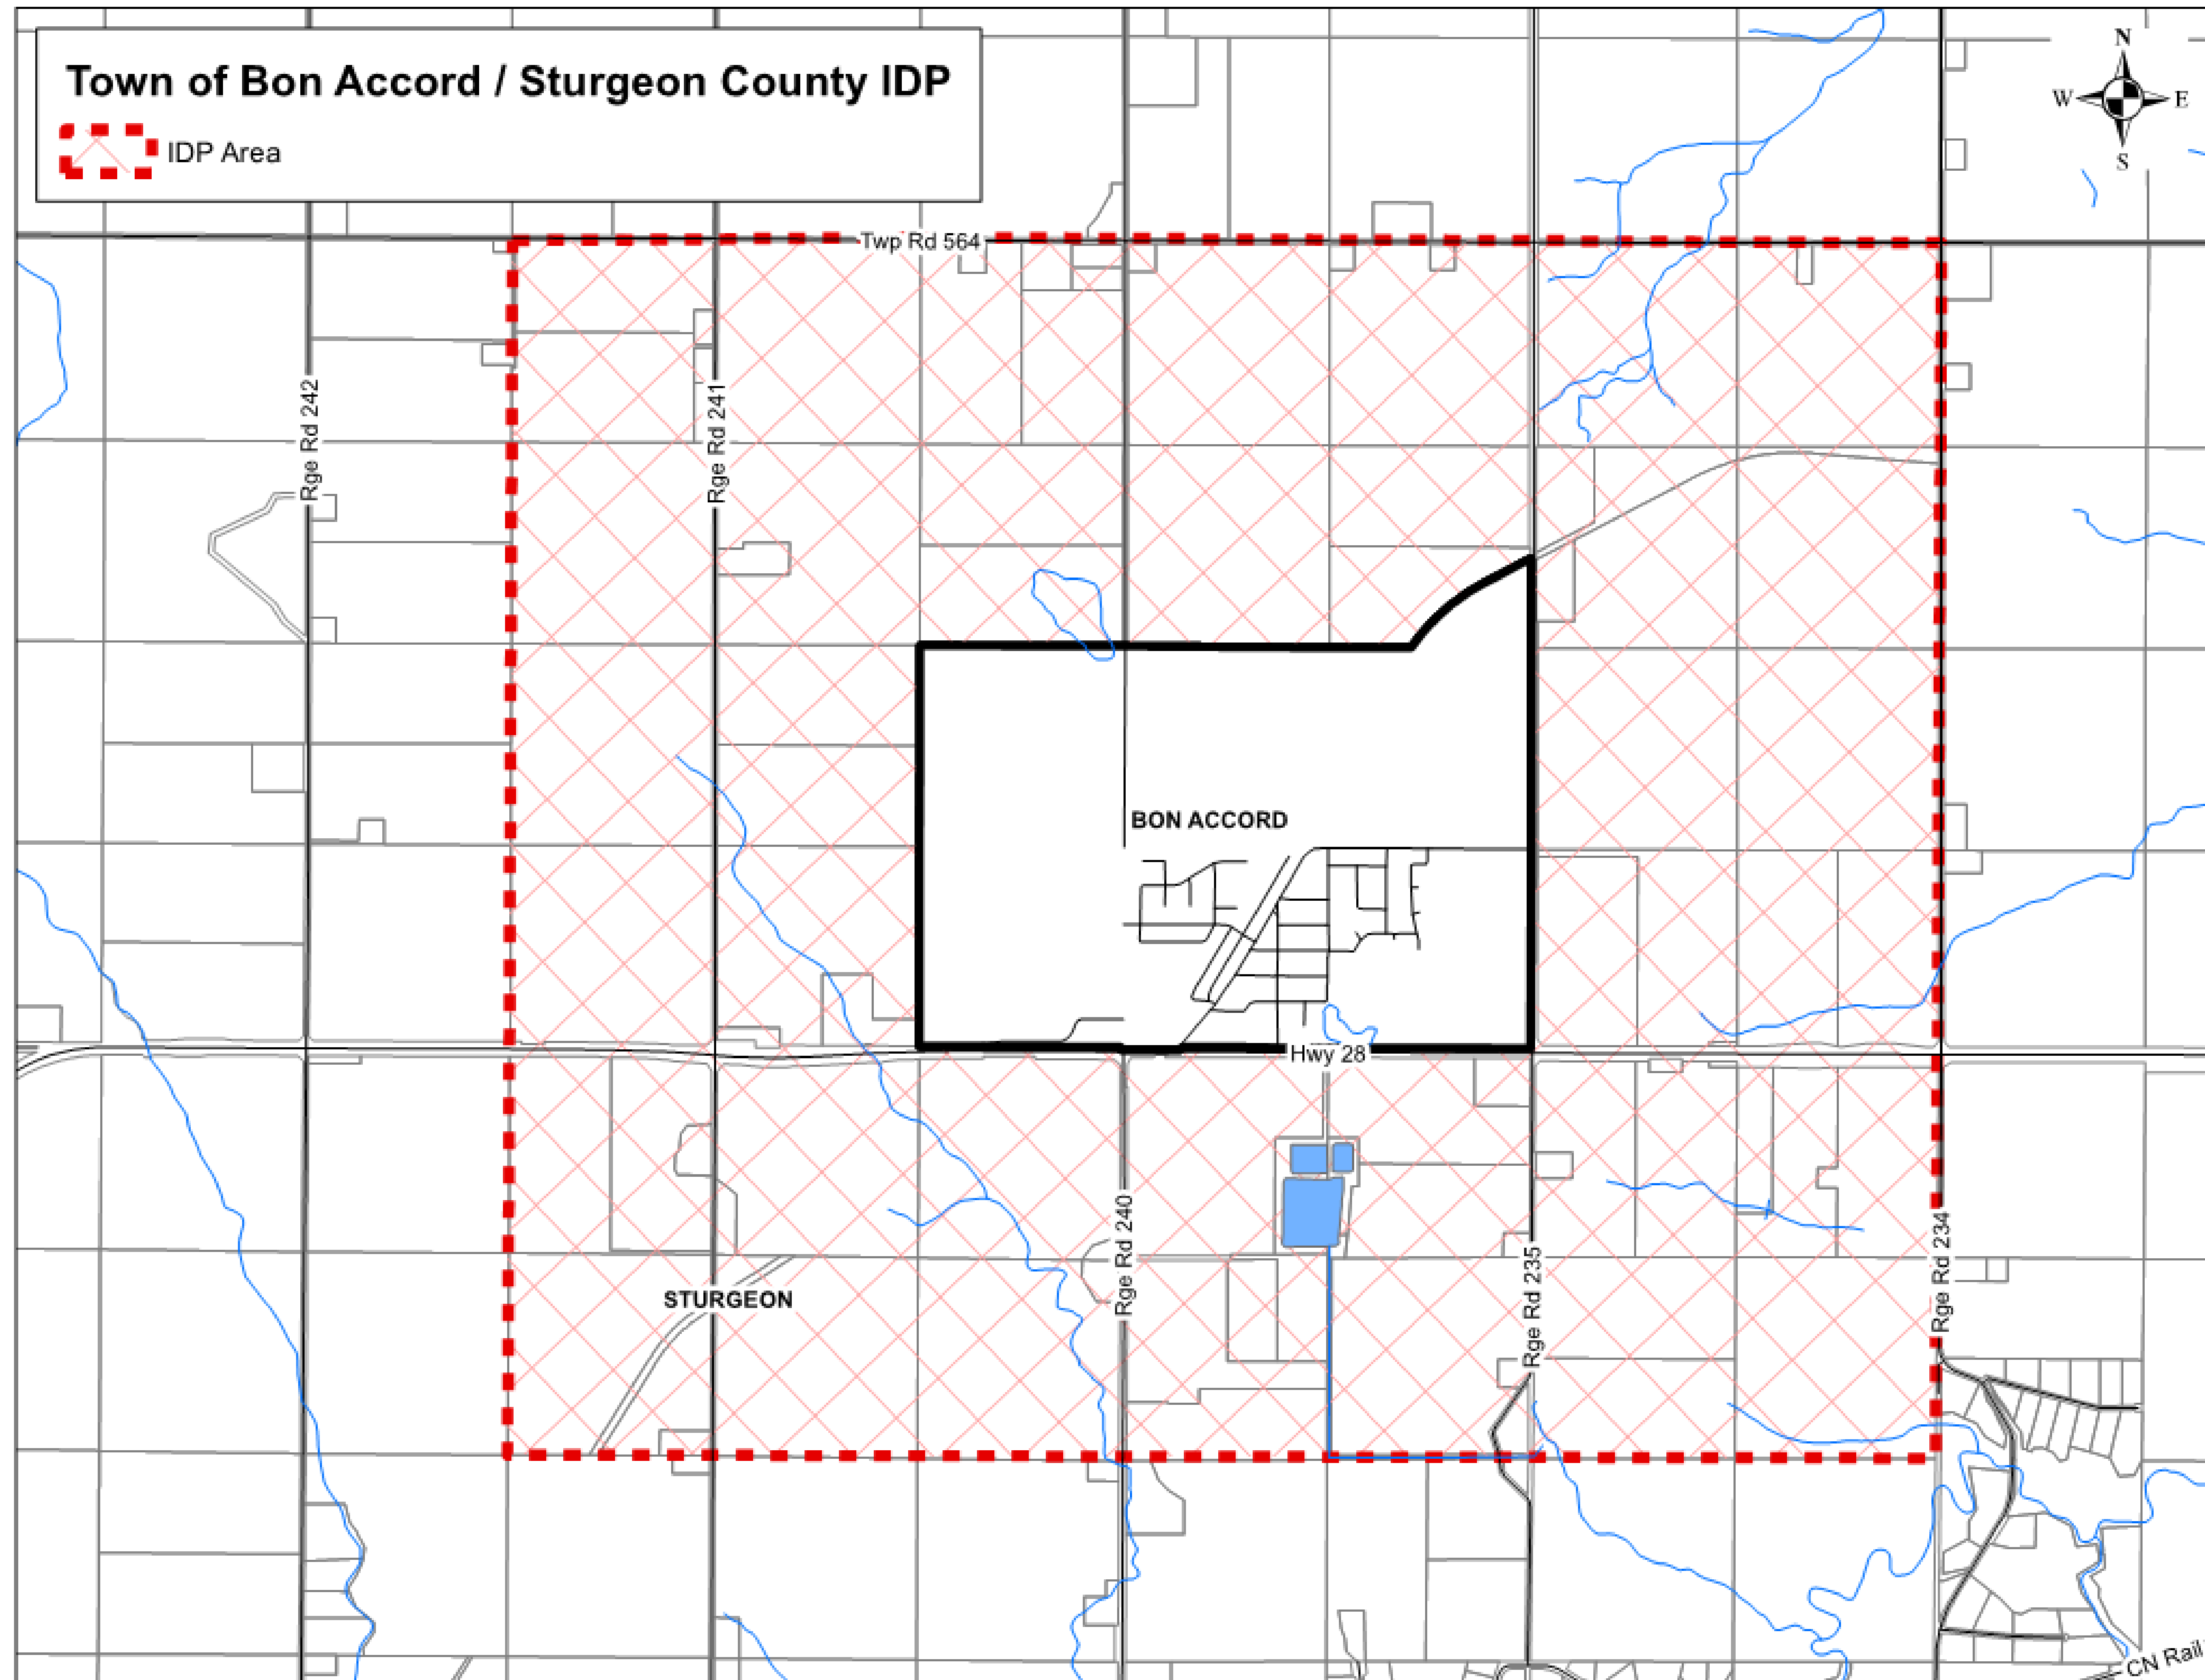 Town of Bon Accord / Sturgeon County IDP
IDP Area
N
W E
S
Twp Rd 564
Rge Rd 242
Rge Rd 241
BON ACCORD
Hwy 28
Rge Rd 240
Rge Rd 235
Rge Rd 234
STURGEON
CN Rail